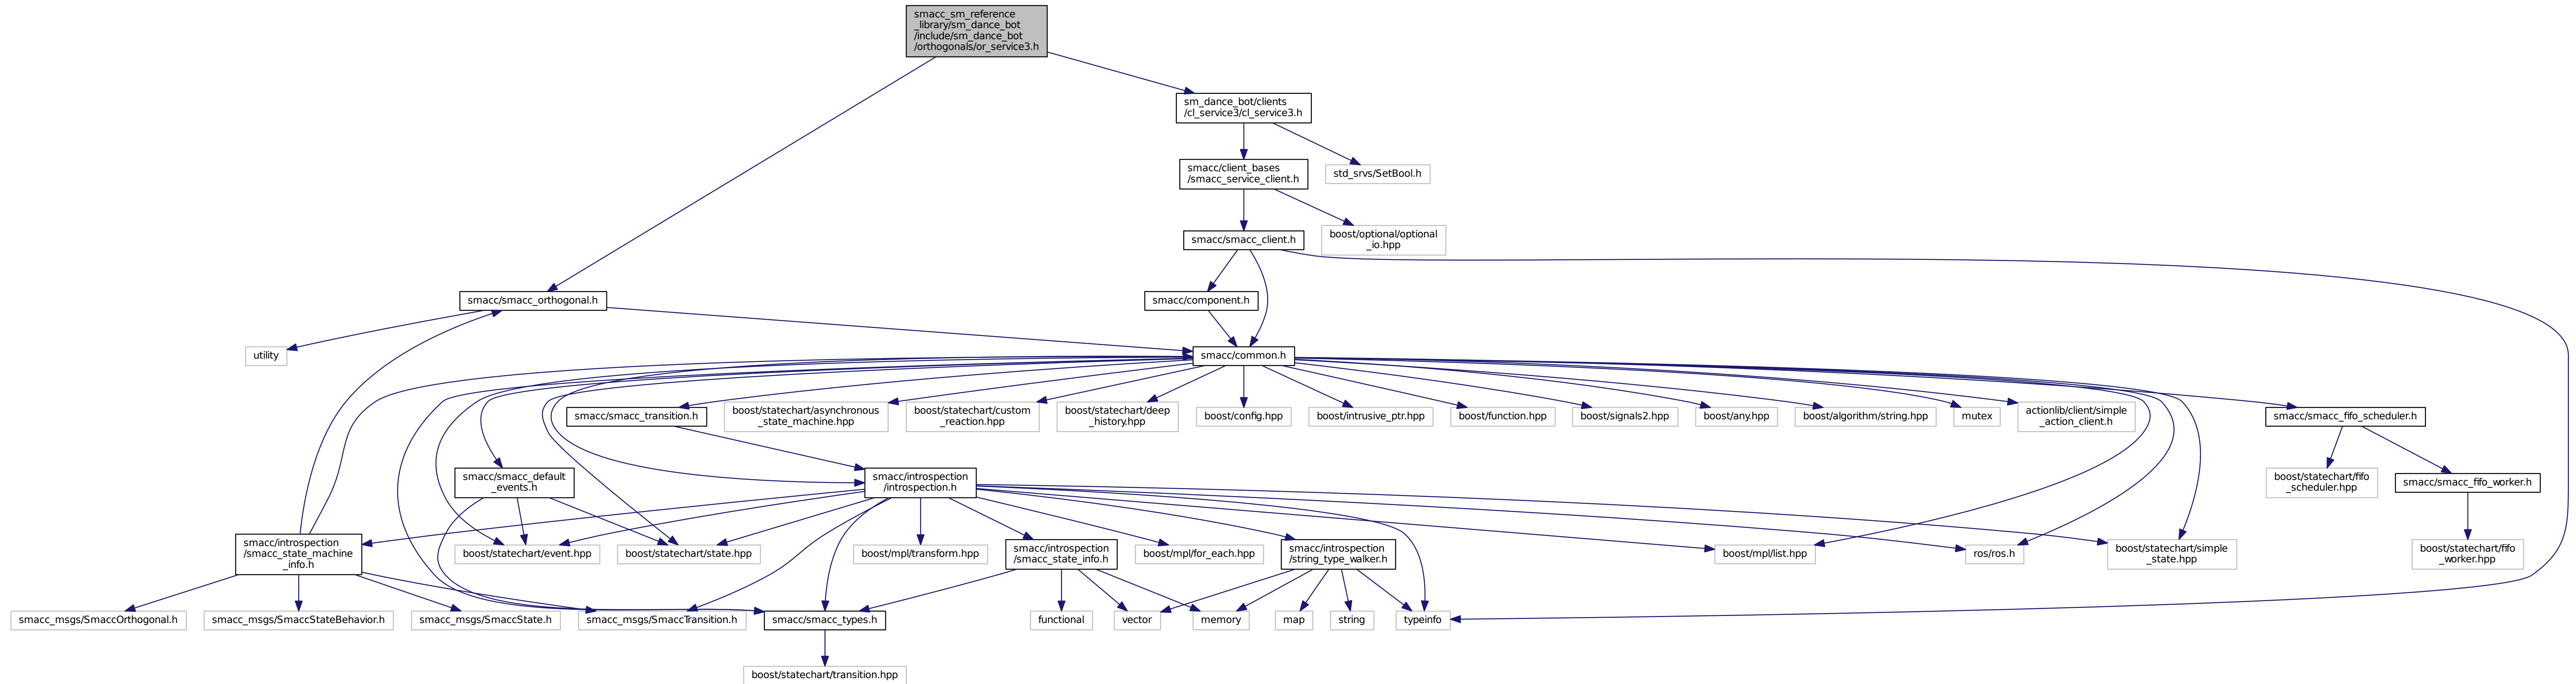 smacc_sm_reference
_library/sm_dance_bot
/include/sm_dance_bot
/orthogonals/or_service3.h
sm_dance_bot/clients
/cl_service3/cl_service3.h
smacc/client_bases
/smacc_service_client.h
std_srvs/SetBool.h
smacc/smacc_client.h
boost/optional/optional
_io.hpp
smacc/smacc_orthogonal.h
smacc/component.h
utility
smacc/common.h
smacc/smacc_transition.h
boost/statechart/asynchronous
_state_machine.hpp
boost/statechart/custom
_reaction.hpp
boost/statechart/deep
_history.hpp
boost/config.hpp
boost/intrusive_ptr.hpp
boost/function.hpp
boost/signals2.hpp
boost/any.hpp
boost/algorithm/string.hpp
mutex
actionlib/client/simple
_action_client.h
smacc/smacc_fifo_scheduler.h
smacc/smacc_default
_events.h
smacc/introspection
/introspection.h
boost/statechart/fifo
_scheduler.hpp
smacc/smacc_fifo_worker.h
smacc/introspection
/smacc_state_machine
_info.h
boost/statechart/event.hpp
boost/statechart/state.hpp
boost/mpl/transform.hpp
smacc/introspection
/smacc_state_info.h
boost/mpl/for_each.hpp
smacc/introspection
/string_type_walker.h
boost/mpl/list.hpp
ros/ros.h
boost/statechart/simple
_state.hpp
boost/statechart/fifo
_worker.hpp
smacc_msgs/SmaccOrthogonal.h
smacc_msgs/SmaccStateBehavior.h
smacc_msgs/SmaccState.h
smacc_msgs/SmaccTransition.h
smacc/smacc_types.h
functional
vector
memory
map
string
typeinfo
boost/statechart/transition.hpp